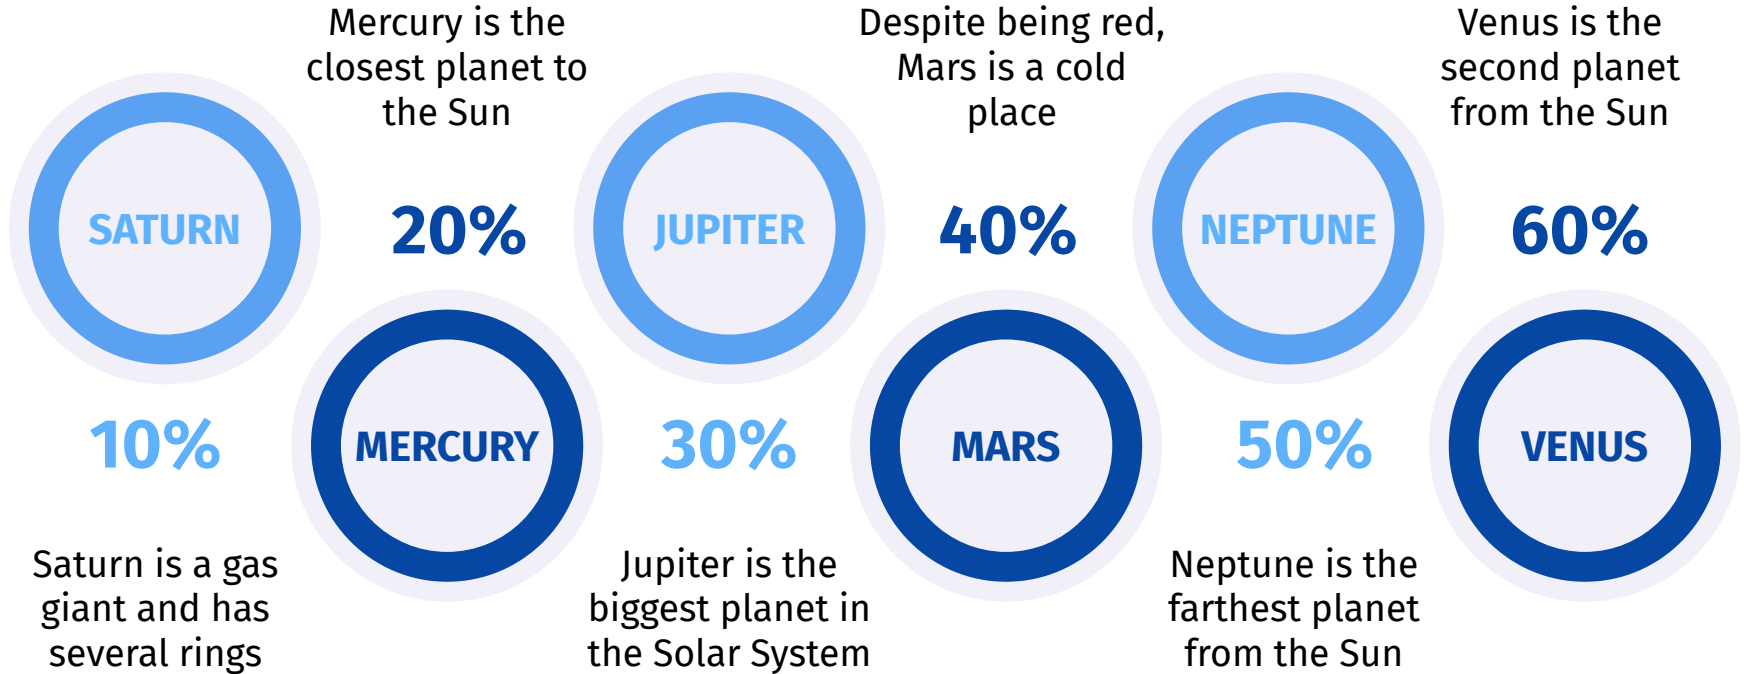 SATURN
10%
Saturn is a gas
giant and has
several rings
Mercury is the
closest planet to
the Sun
20%
MERCURY
JUPITER
30%
Jupiter is the
biggest planet in
the Solar System
Despite being red,
Mars is a cold
place
40%
MARS
NEPTUNE
50%
Neptune is the
farthest planet
from the Sun
Venus is the
second planet
from the Sun
60%
VENUS